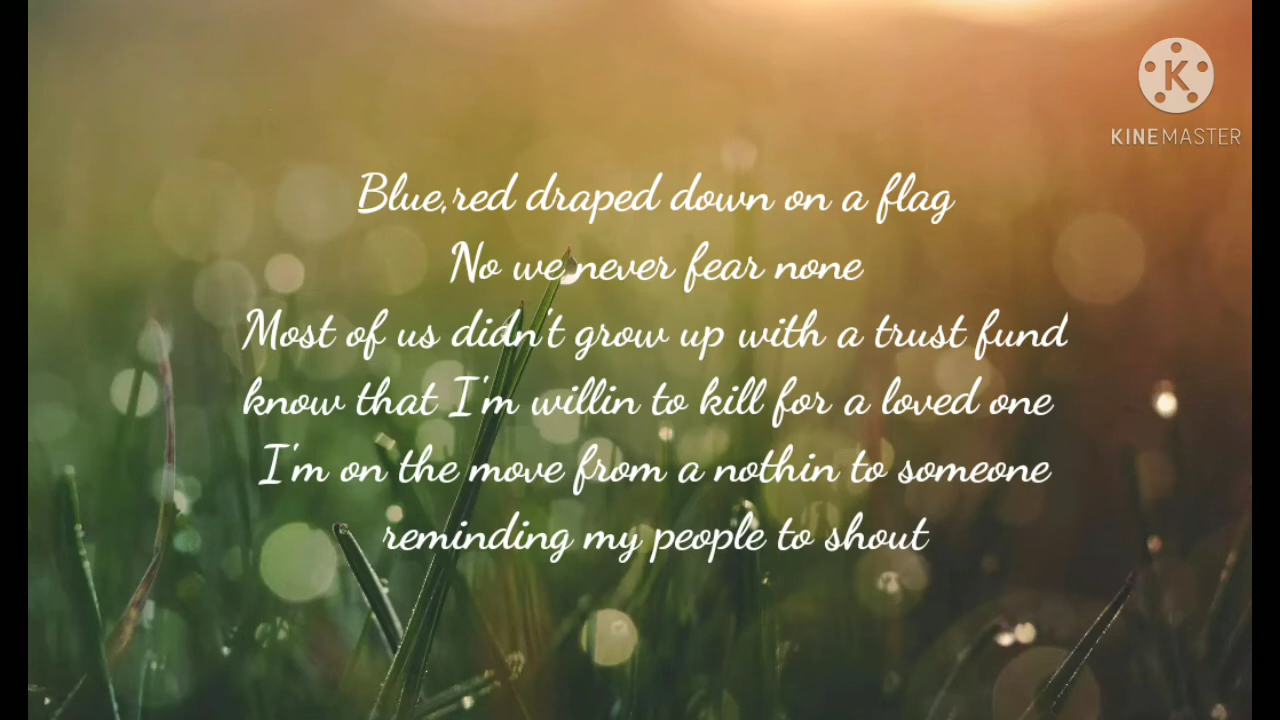 K
KINEMASTER
Blue,red draped down on a flag
No we never fear none
Most of us didn't grow up with a trust fund
know that I'm willin to kill for a loved one
I'm on the move from a nothin to someone
reminding my people to shout